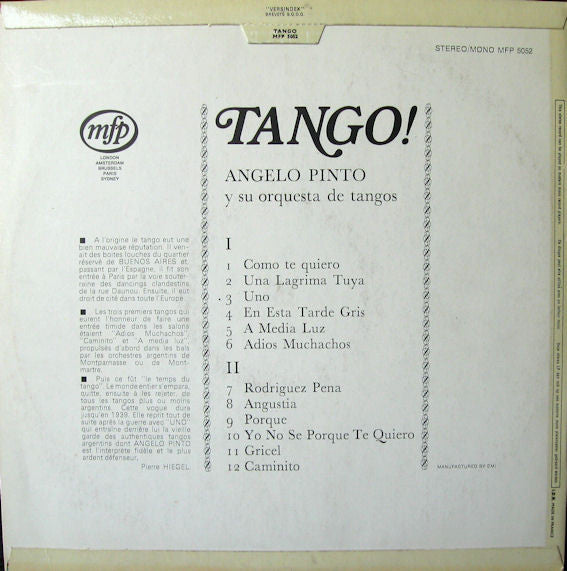 "VERSINDEX"
BREVETÉ S.G.D.G.
TANGO
MFP 5052
STEREO/MONO MFP 5052
mfp
LONDON
AMSTERDAM
BRUSSELS
PARIS
SYDNEY
TANGO!
ANGELO PINTO
y su orquesta de tangos
I
1 Como te quiero
2 Una Lagrima Tuya
3 Uno
4 En Esta Tarde Gris
5 A Media Luz
6 Adios Muchachos
II
7 Rodriguez Pena
8 Angustia
9 Porque
10 Yo No Se Porque Te Quiero
11 Gricel
12 Caminito
A l'origine le tango eut une
bien mauvaise réputation. Il ven-
ait des boites louches du quartier
réservé de BUENOS AIRES et,
passant par l'Espagne, il fit son
entrée à Paris par la voie souter-
raine des dancings clandestins
de la rue Daunou. Ensuite, il eut
droit de cité dans toute l'Europe.
Les trois premiers tangos qui
eurent l'honneur de faire une
entrée timide dans les salons
étaient "Adios Muchachos",
"Caminito" et "A media luz",
propulsés d'abord dans les bals
par les orchestres argentins de
Montparnasse ou de Mont-
martre.
Puis ce fût "le temps du
tango". Le monde entier s'empara,
quitte, ensuite à les rejeter, de
tous les tangos plus ou moins
argentins. Cette vogue dura
jusqu'en 1939. Elle reprit tout de
suite après la guerre avec "UNO"
qui entraîne derrière lui la vieille
garde des authentiques tangos
argentins dont ANGELO PINTO
est l'interprète fidèle et le plus
ardent défenseur.
Pierre HIEGEL
MANUFACTURED BY EMI
MADE IN FRANCE